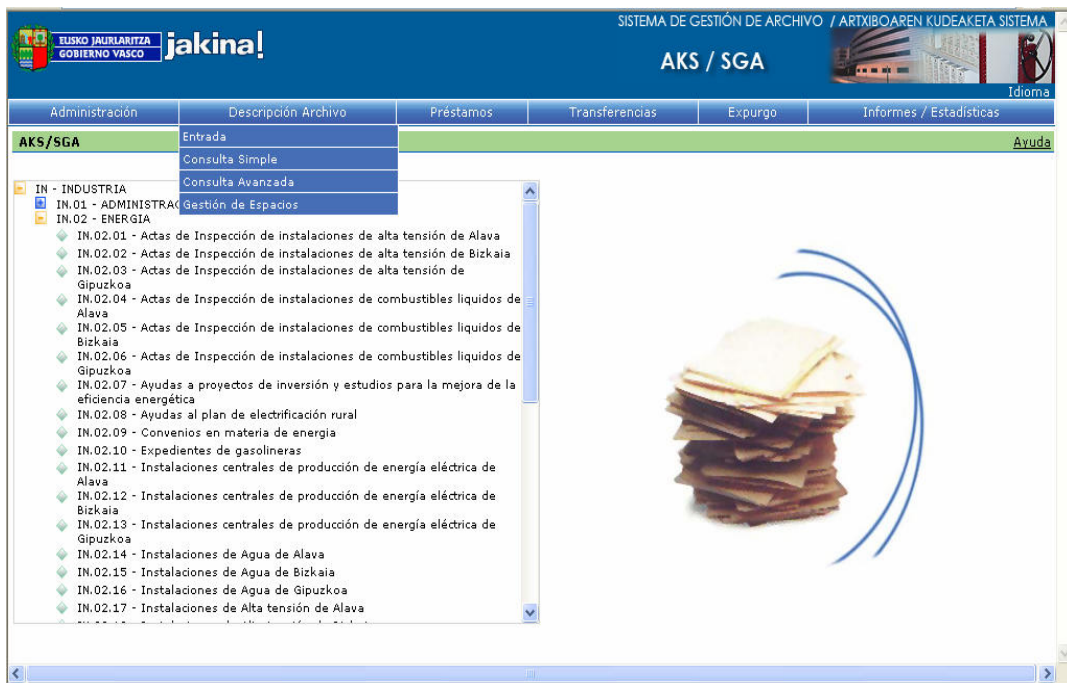 SISTEMA DE GESTIÓN DE ARCHIVO / ARTXIBOAREN KUDEAKETA SISTEMA
EUSKO JAURLARITZA
GOBIERNO VASCO
jakina!
AKS / SGA
Idioma
Administración Descripción Archivo Préstamos Transferencias Expurgo Informes / Estadísticas
AKS/SGA
Ayuda
Entrada
Consulta Simple
Consulta Avanzada
Gestión de Espacios
IN - INDUSTRIA
IN.01 - ADMINISTRAC
IN.02 - ENERGIA
IN.02.01 - Actas de Inspección de instalaciones de alta tensión de Alava
IN.02.02 - Actas de Inspección de instalaciones de alta tensión de Bizkaia
IN.02.03 - Actas de Inspección de instalaciones de alta tensión de
Gipuzkoa
IN.02.04 - Actas de Inspección de instalaciones de combustibles liquidos de
Alava
IN.02.05 - Actas de Inspección de instalaciones de combustibles liquidos de
Bizkaia
IN.02.06 - Actas de Inspección de instalaciones de combustibles liquidos de
Gipuzkoa
IN.02.07 - Ayudas a proyectos de inversión y estudios para la mejora de la
eficiencia energética
IN.02.08 - Ayudas al plan de electrificación rural
IN.02.09 - Convenios en materia de energia
IN.02.10 - Expedientes de gasolineras
IN.02.11 - Instalaciones centrales de producción de energía eléctrica de
Alava
IN.02.12 - Instalaciones centrales de producción de energía eléctrica de
Bizkaia
IN.02.13 - Instalaciones centrales de producción de energía eléctrica de
Gipuzkoa
IN.02.14 - Instalaciones de Agua de Alava
IN.02.15 - Instalaciones de Agua de Bizkaia
IN.02.16 - Instalaciones de Agua de Gipuzkoa
IN.02.17 - Instalaciones de Alta tensión de Alava